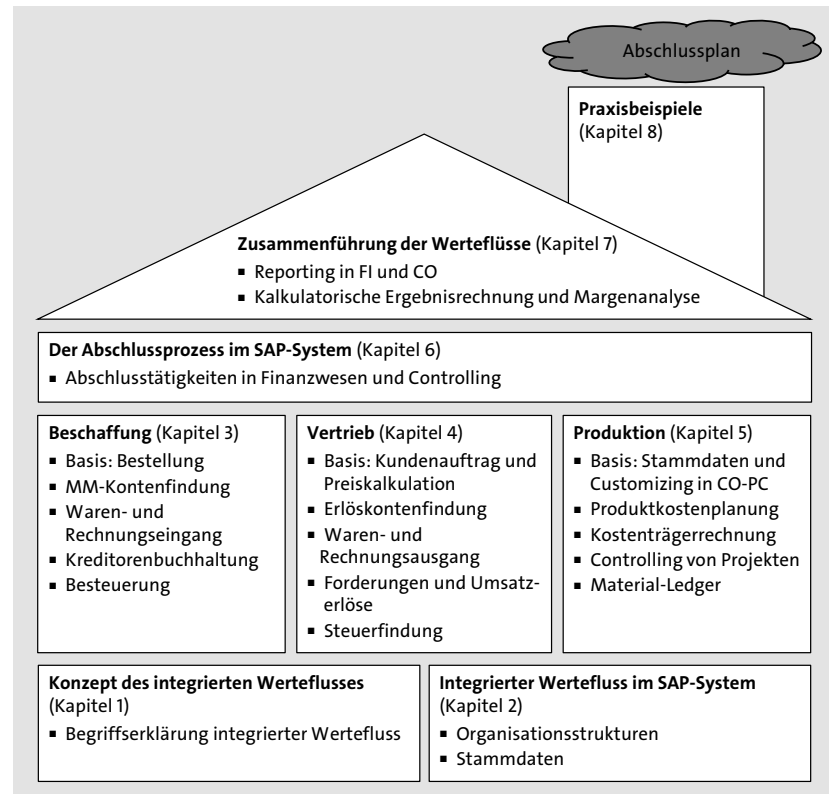 Abschlussplan
Praxisbeispiele
(Kapitel 8)
Zusammenführung der Werteflüsse (Kapitel 7)
▪ Reporting in FI und CO
▪ Kalkulatorische Ergebnisrechnung und Margenanalyse
Der Abschlussprozess im SAP-System (Kapitel 6)
▪ Abschlusstätigkeiten in Finanzwesen und Controlling
Beschaffung (Kapitel 3)
▪ Basis: Bestellung
▪ MM-Kontenfindung
▪ Waren- und
Rechnungseingang
▪ Kreditorenbuchhaltung
▪ Besteuerung
Vertrieb (Kapitel 4)
▪ Basis: Kundenauftrag und
Preiskalkulation
▪ Erlöskontenfindung
▪ Waren- und
Rechnungsausgang
▪ Forderungen und Umsatz-
erlöse
▪ Steuerfindung
Produktion (Kapitel 5)
▪ Basis: Stammdaten und
Customizing in CO-PC
▪ Produktkostenplanung
▪ Kostenträgerrechnung
▪ Controlling von Projekten
▪ Material-Ledger
Konzept des integrierten Werteflusses
(Kapitel 1)
▪ Begriffserklärung integrierter Wertefluss
Integrierter Wertefluss im SAP-System
(Kapitel 2)
▪ Organisationsstrukturen
▪ Stammdaten